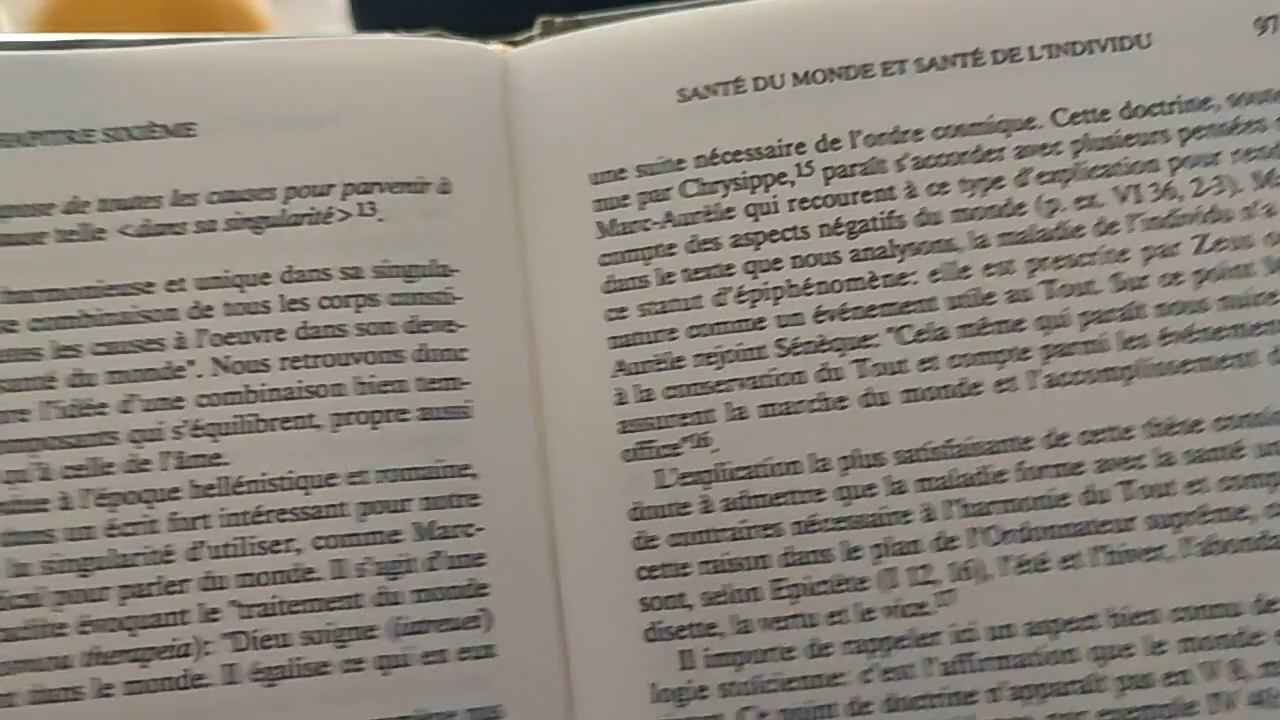 CHAPITRE SIXIÈME
de toutes les causes pour parvenir à
telle <dans sa singularité>13.
harmonieuse et unique dans sa singula-
combinaison de tous les corps consti-
les causes à l'oeuvre dans son deve-
du monde". Nous retrouvons donc
l'idée d'une combinaison bien tem-
qui s'équilibrent, propre aussi
qu'à celle de l'âme.
à l'époque hellénistique et romaine,
un écrit fort intéressant pour notre
la singularité d'utiliser, comme Marc-
pour parler du monde. Il s'agit d'une
évoquant le "traitement du monde
therapeia): "Dieu soigne
dans le monde. Il égalise ce qui en eux
SANTÉ DU MONDE ET SANTÉ DE L'INDIVIDU
97
une suite nécessaire de l'ordre cosmique. Cette doctrine, soute-
nue par Chrysippe,15 paraît s'accorder avec plusieurs pensées
Marc-Aurèle qui recourent à ce type d'explication pour
compte des aspects négatifs du monde (p. ex. VI 36, 2-3).
dans le texte que nous analysons, la maladie de l'individu n'a
ce statut d'épiphénomène: elle est prescrite par Zeus
nature comme un événement utile au Tout. Sur ce point
Aurèle rejoint Sénèque: "Cela même qui paraît nous
à la conservation du Tout et compte parmi les
assurent la marche du monde et l'accomplissement
office"16.
L'explication la plus satisfaisante de cette thèse
doute à admettre que la maladie forme avec la santé
de contraires nécessaire à l'harmonie du Tout et
cette raison dans le plan de l'Ordonnateur suprême,
sont, selon Epictète (I 12, 16), l'été et l'hiver,
disette, la vertu et le vice.17
Il importe de rappeler ici un aspect bien connu de
logie stoïcienne: c'est l'affirmation que le monde
Ce point de doctrine n'apparaît pas en V 8,